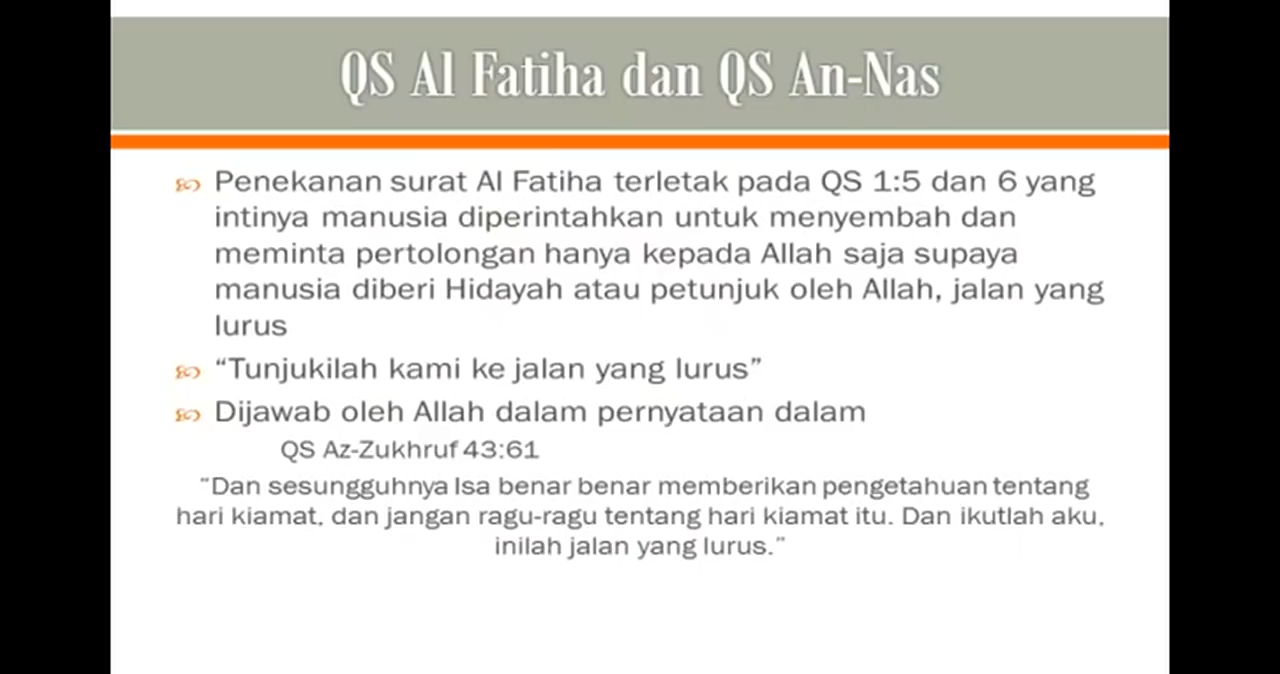 QS Al Fatiha dan QS An-Nas
Penekanan surat Al Fatiha terletak pada QS 1:5 dan 6 yang
intinya manusia diperintahkan untuk menyembah dan
meminta pertolongan hanya kepada Allah saja supaya
manusia diberi Hidayah atau petunjuk oleh Allah, jalan yang
lurus
“Tunjukilah kami ke jalan yang lurus”
Dijawab oleh Allah dalam pernyataan dalam
QS Az-Zukhruf 43:61
“Dan sesungguhnya Isa benar benar memberikan pengetahuan tentang
hari kiamat, dan jangan ragu-ragu tentang hari kiamat itu. Dan ikutlah aku,
inilah jalan yang lurus.”